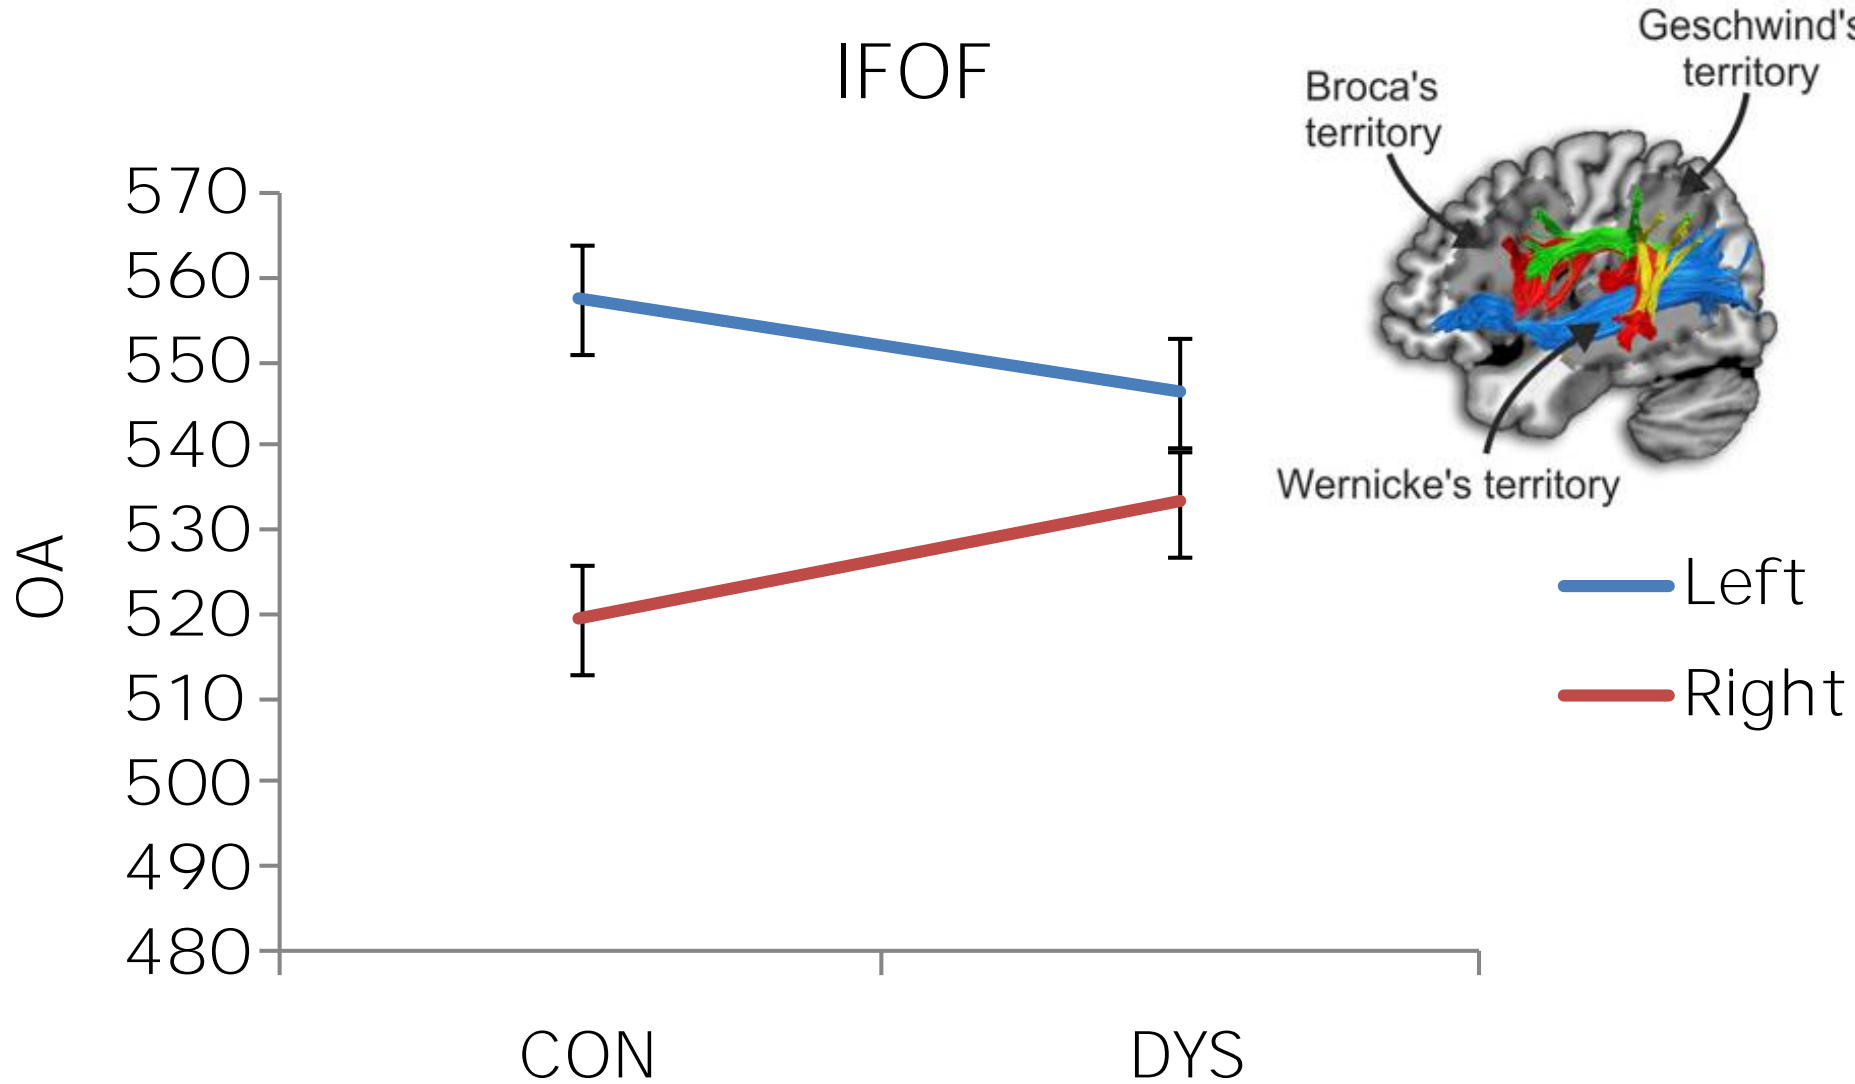 IFOF
Geschwind's
territory
Broca's
territory
Wernicke's territory
570
560
550
540
530
520
510
500
490
480
OA
CON
DYS
Left
Right